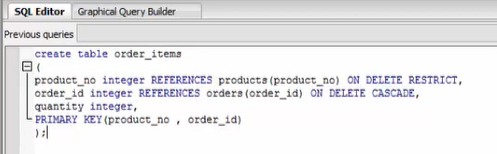 SQL Editor Graphical Query Builder
Previous queries
create table order_items
(
product_no integer REFERENCES products(product_no) ON DELETE RESTRICT,
order_id integer REFERENCES orders(order_id) ON DELETE CASCADE,
quantity integer,
PRIMARY KEY(product_no , order_id)
);